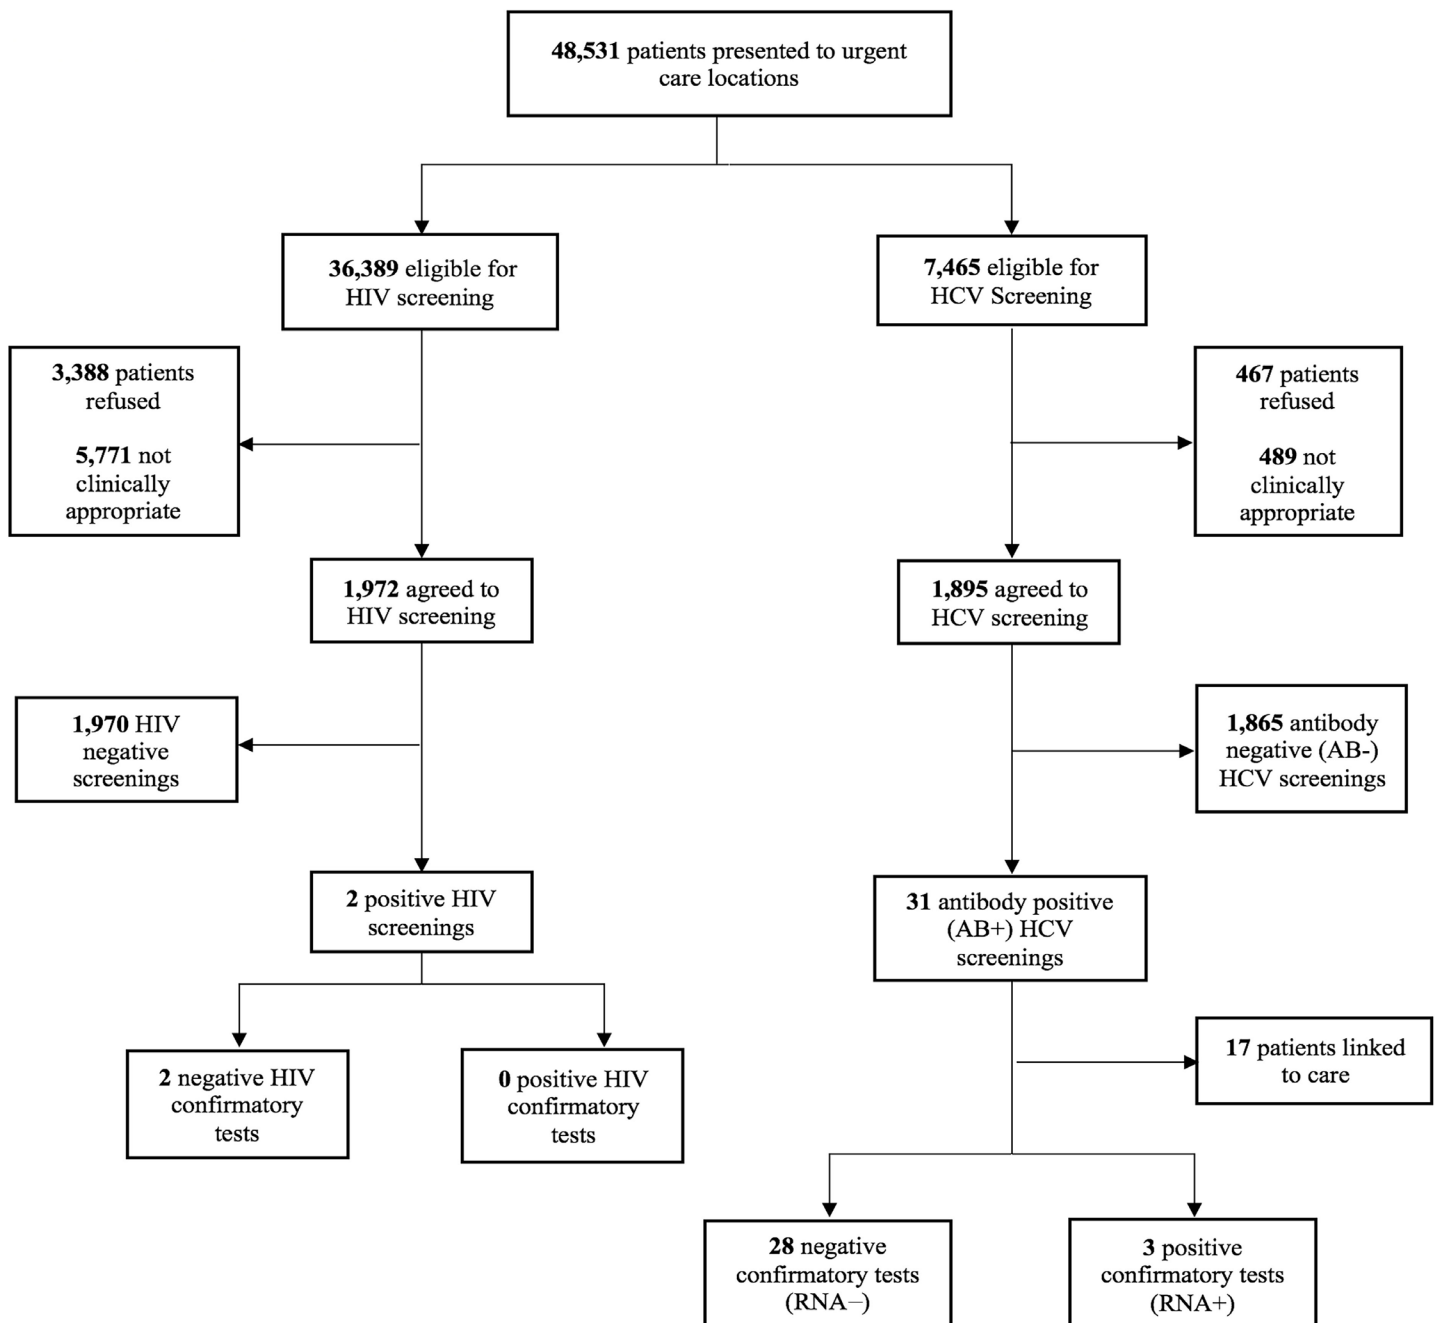 48,531 patients presented to urgent
care locations
36,389 eligible for
HIV screening
7,465 eligible for
HCV Screening
3,388 patients
refused
5,771 not
clinically
appropriate
467 patients
refused
489 not
clinically
appropriate
1,972 agreed to
HIV screening
1,895 agreed to
HCV screening
1,970 HIV
negative
screenings
1,865 antibody
negative (AB-)
HCV screenings
2 positive HIV
screenings
31 antibody positive
(AB+) HCV
screenings
2 negative HIV
confirmatory
tests
0 positive HIV
confirmatory
tests
17 patients linked
to care
28 negative
confirmatory tests
(RNA−)
3 positive
confirmatory tests
(RNA+)